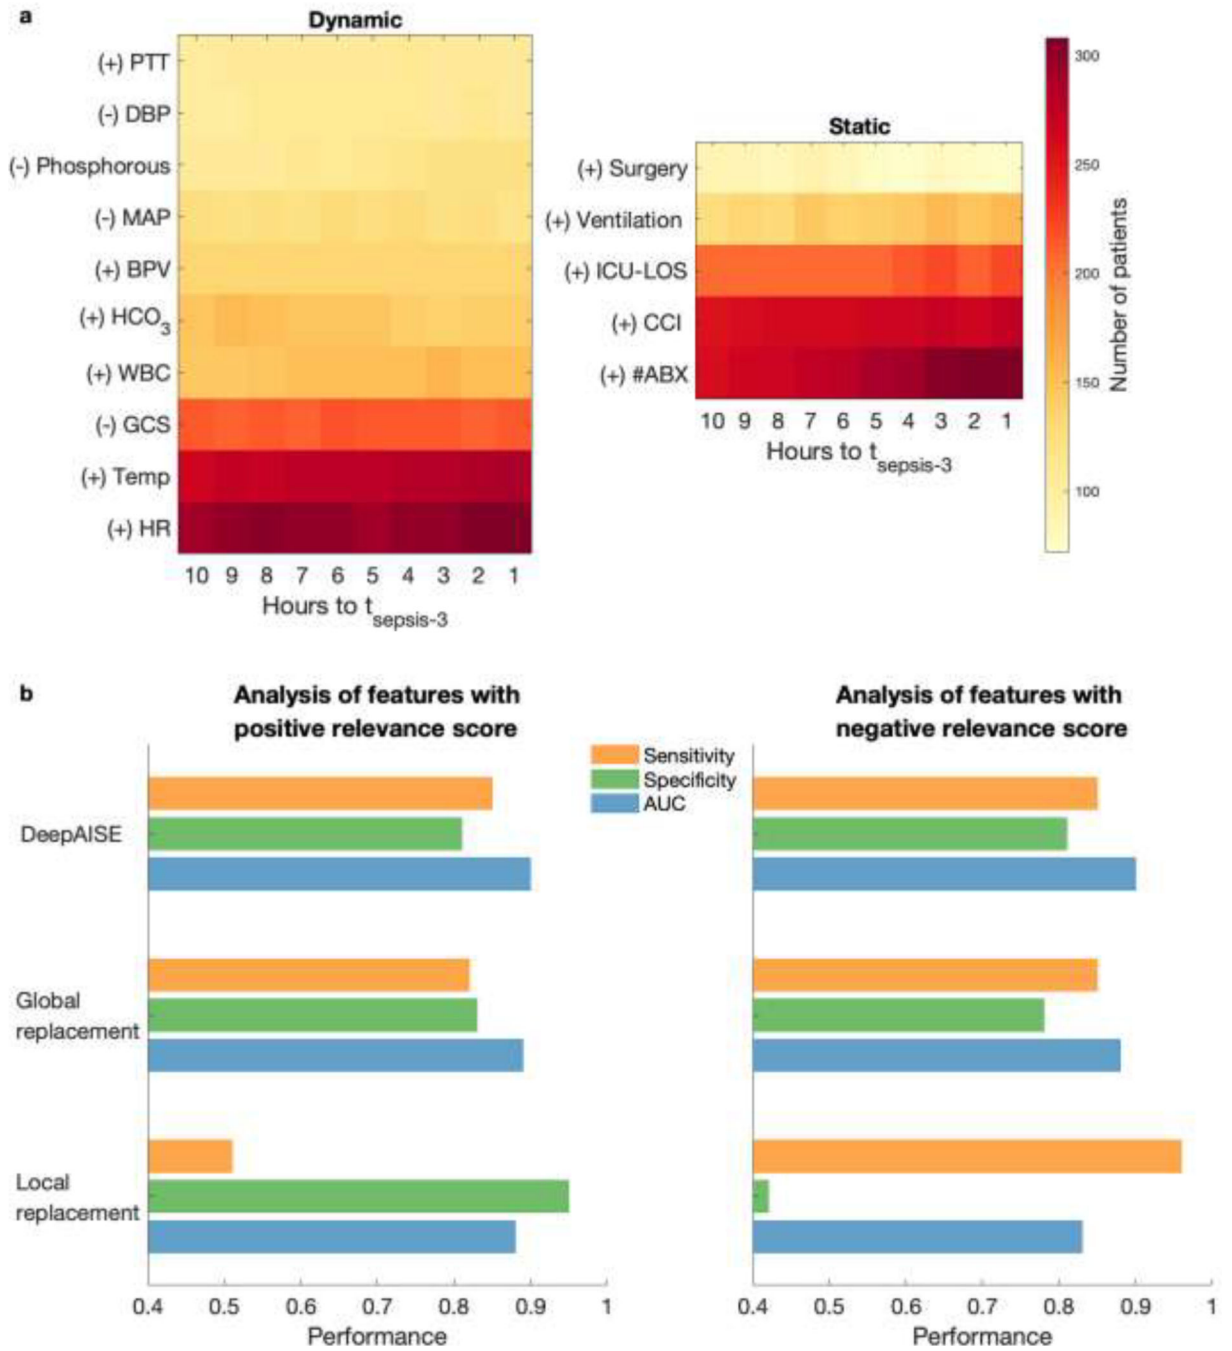 a
Dynamic
(+) PTT
(-) DBP
(-) Phosphorous
(-) MAP
(+) BPV
(+) HCO3
(+) WBC
(-) GCS
(+) Temp
(+) HR
10 9 8 7 6 5 4 3 2 1
Hours to tsepsis-3
Static
(+) Surgery
(+) Ventilation
(+) ICU-LOS
(+) CCI
(+) #ABX
10 9 8 7 6 5 4 3 2 1
Hours to tsepsis-3
300
250
200
150
100
Number of patients
b
Analysis of features with
positive relevance score
Analysis of features with
negative relevance score
Sensitivity
Specificity
AUC
DeepAISE
Global
replacement
Local
replacement
0.4 0.5 0.6 0.7 0.8 0.9 1
Performance
0.4 0.5 0.6 0.7 0.8 0.9 1
Performance